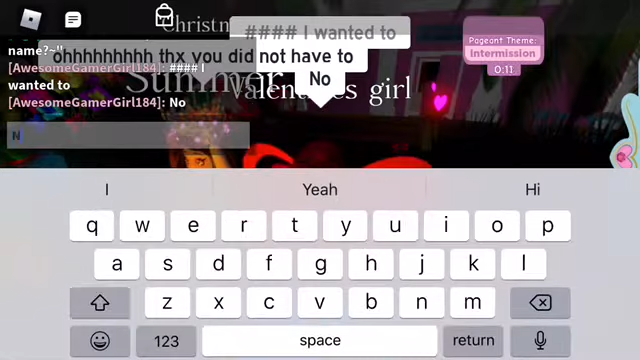 Christm
#### I wanted to
name?~"
ohhhhhhhhh thx you did not have to
[AwesomeGamerGirl184]: #### I
wanted to
No
Summer
valentines girl
[AwesomeGamerGirl184]: No
Pageant Theme:
Intermission
0:11
N
I Yeah Hi
q w e r t y u i o p
a s d f g h j k l
z x c v b n m
123 space return